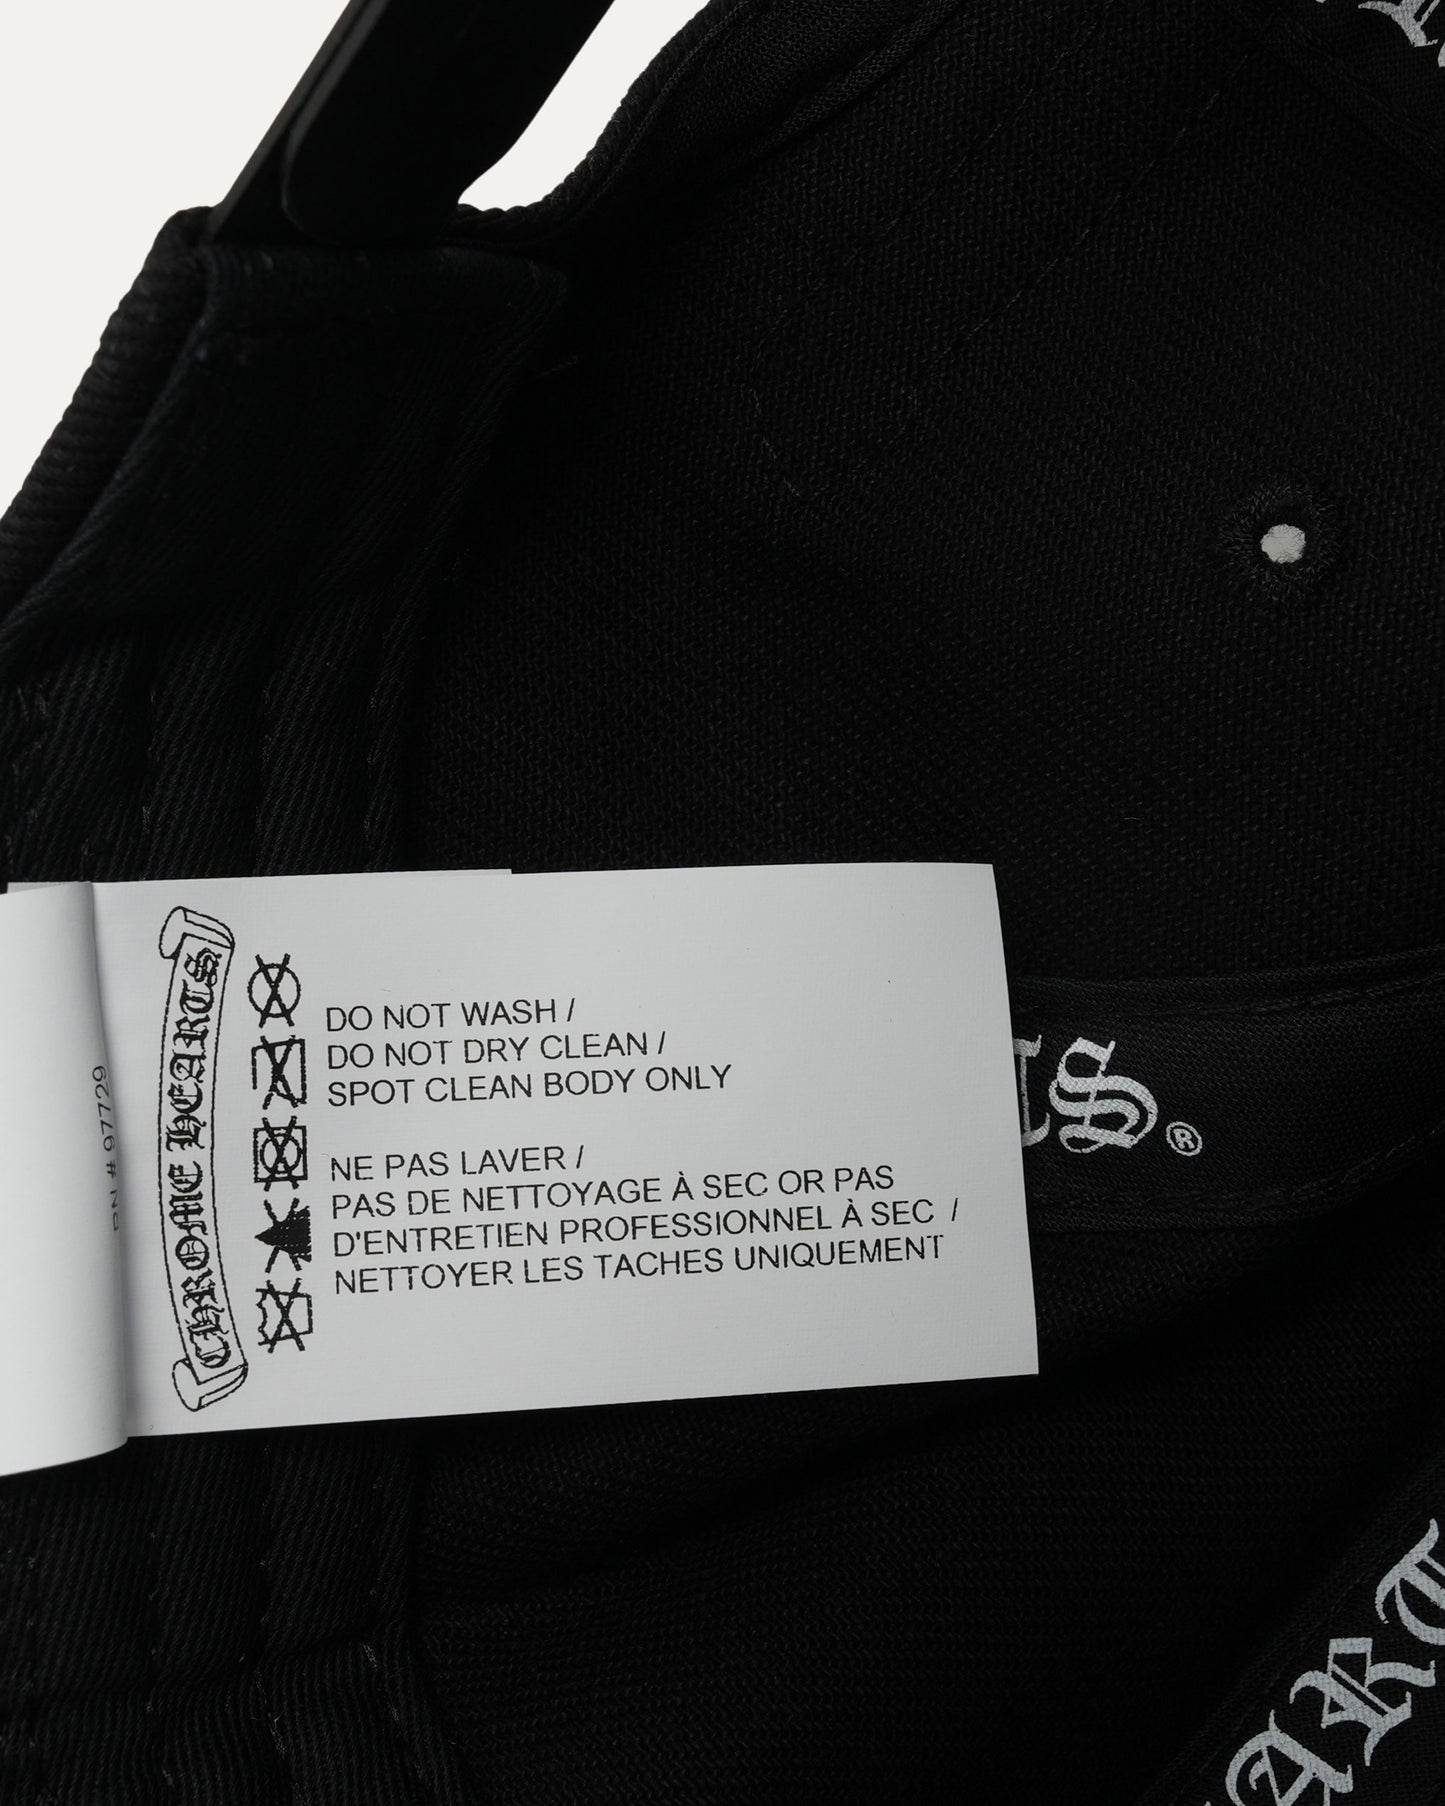 CHROME HEARTS
DO NOT WASH /
DO NOT DRY CLEAN /
SPOT CLEAN BODY ONLY
NE PAS LAVER /
PAS DE NETTOYAGE À SEC OR PAS
D'ENTRETIEN PROFESSIONNEL À SEC /
NETTOYER LES TACHES UNIQUEMENT
# 97729
S.®
ART